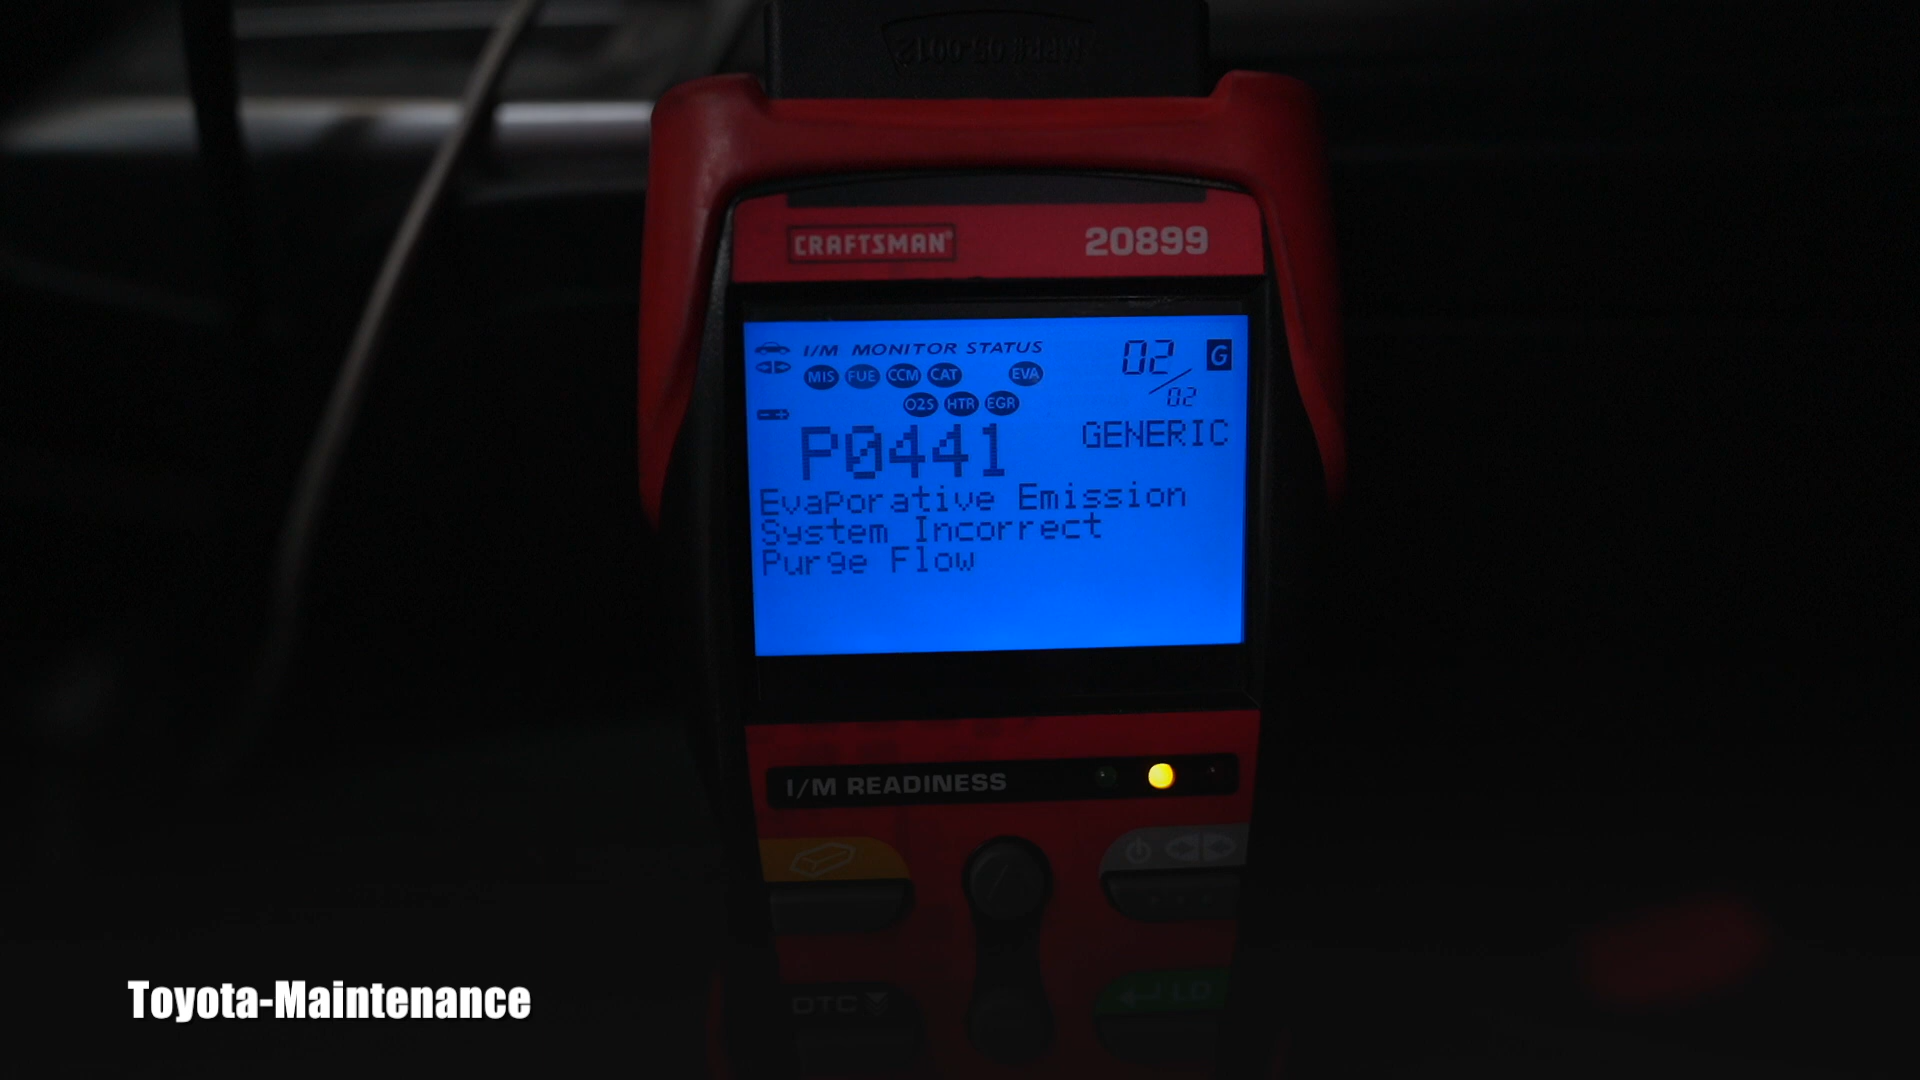 CRAFTSMAN® 20899
I/M MONITOR STATUS
02
02
G
MIS FUE CCM CAT EVA
O2S HTR EGR
P0441
GENERIC
Evaporative Emission
System Incorrect
Purge Flow
I/M READINESS
DTC
LD
Toyota-Maintenance